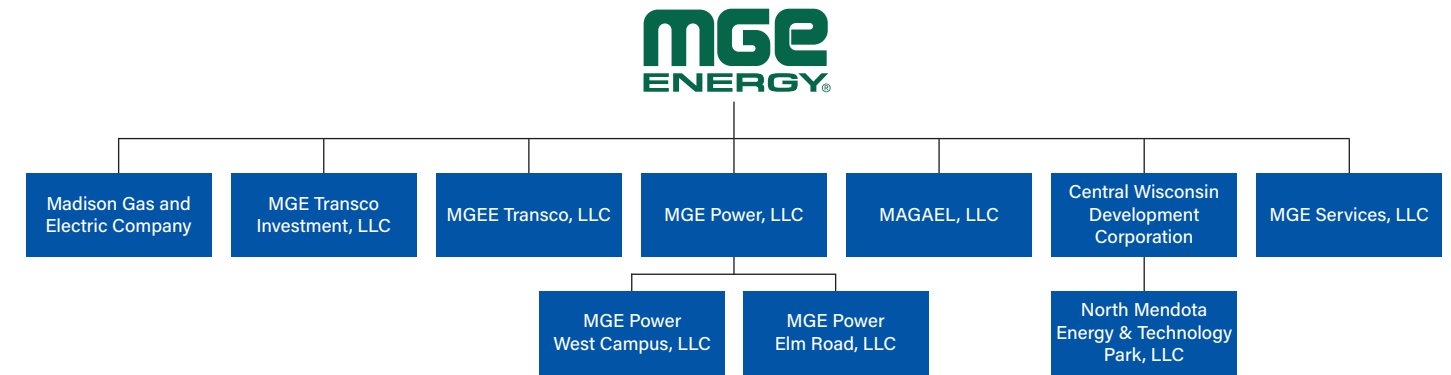 mGe
ENERGY®
Madison Gas and
Electric Company
MGE Transco
Investment, LLC
MGEE Transco, LLC
MGE Power, LLC
MAGAEL, LLC
Central Wisconsin
Development
Corporation
MGE Services, LLC
MGE Power
West Campus, LLC
MGE Power
Elm Road, LLC
North Mendota
Energy & Technology
Park, LLC